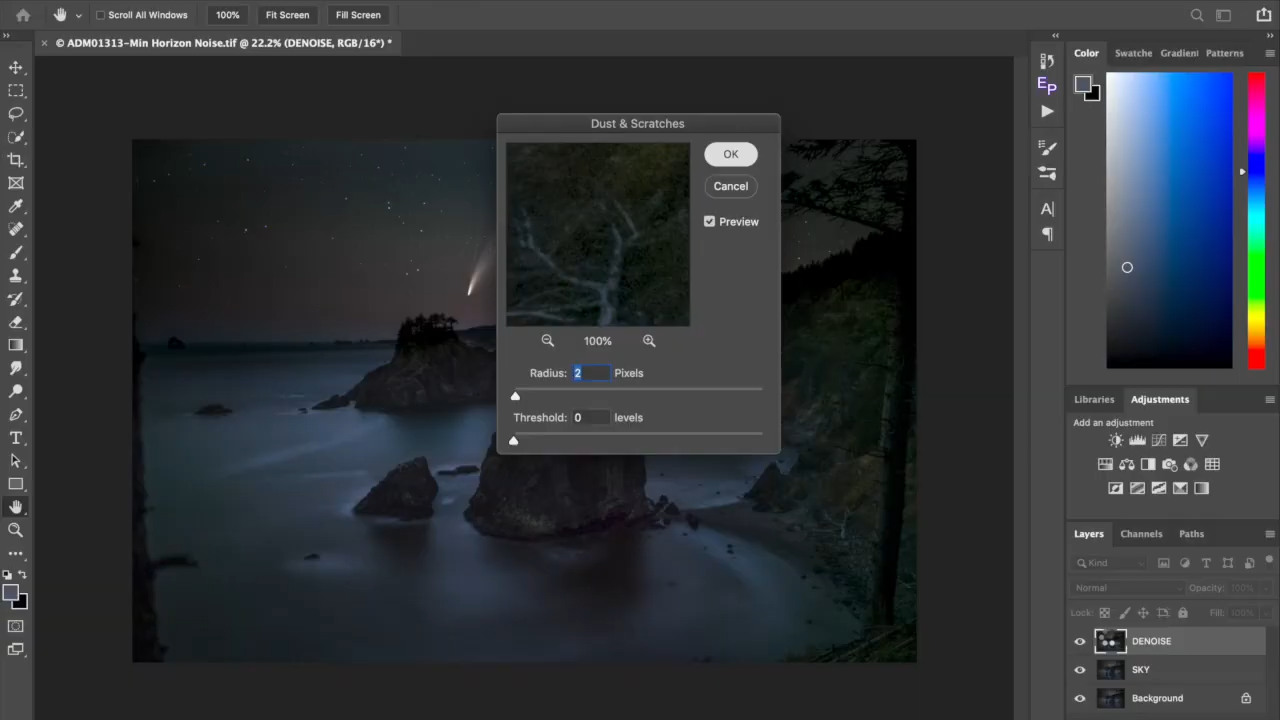 Scroll All Windows 100% Fit Screen Fill Screen
× © ADM01313-Min Horizon Noise.tif @ 22.2% (DENOISE, RGB/16*) *
Dust & Scratches
OK
Cancel
Preview
100%
Radius: 2 Pixels
Threshold: 0 levels
Color Swatche Gradient Patterns
EP
A|
Libraries Adjustments
Add an adjustment
Layers Channels Paths
Kind
Normal Opacity: 100%
Lock: Fill: 100%
DENOISE
SKY
Background